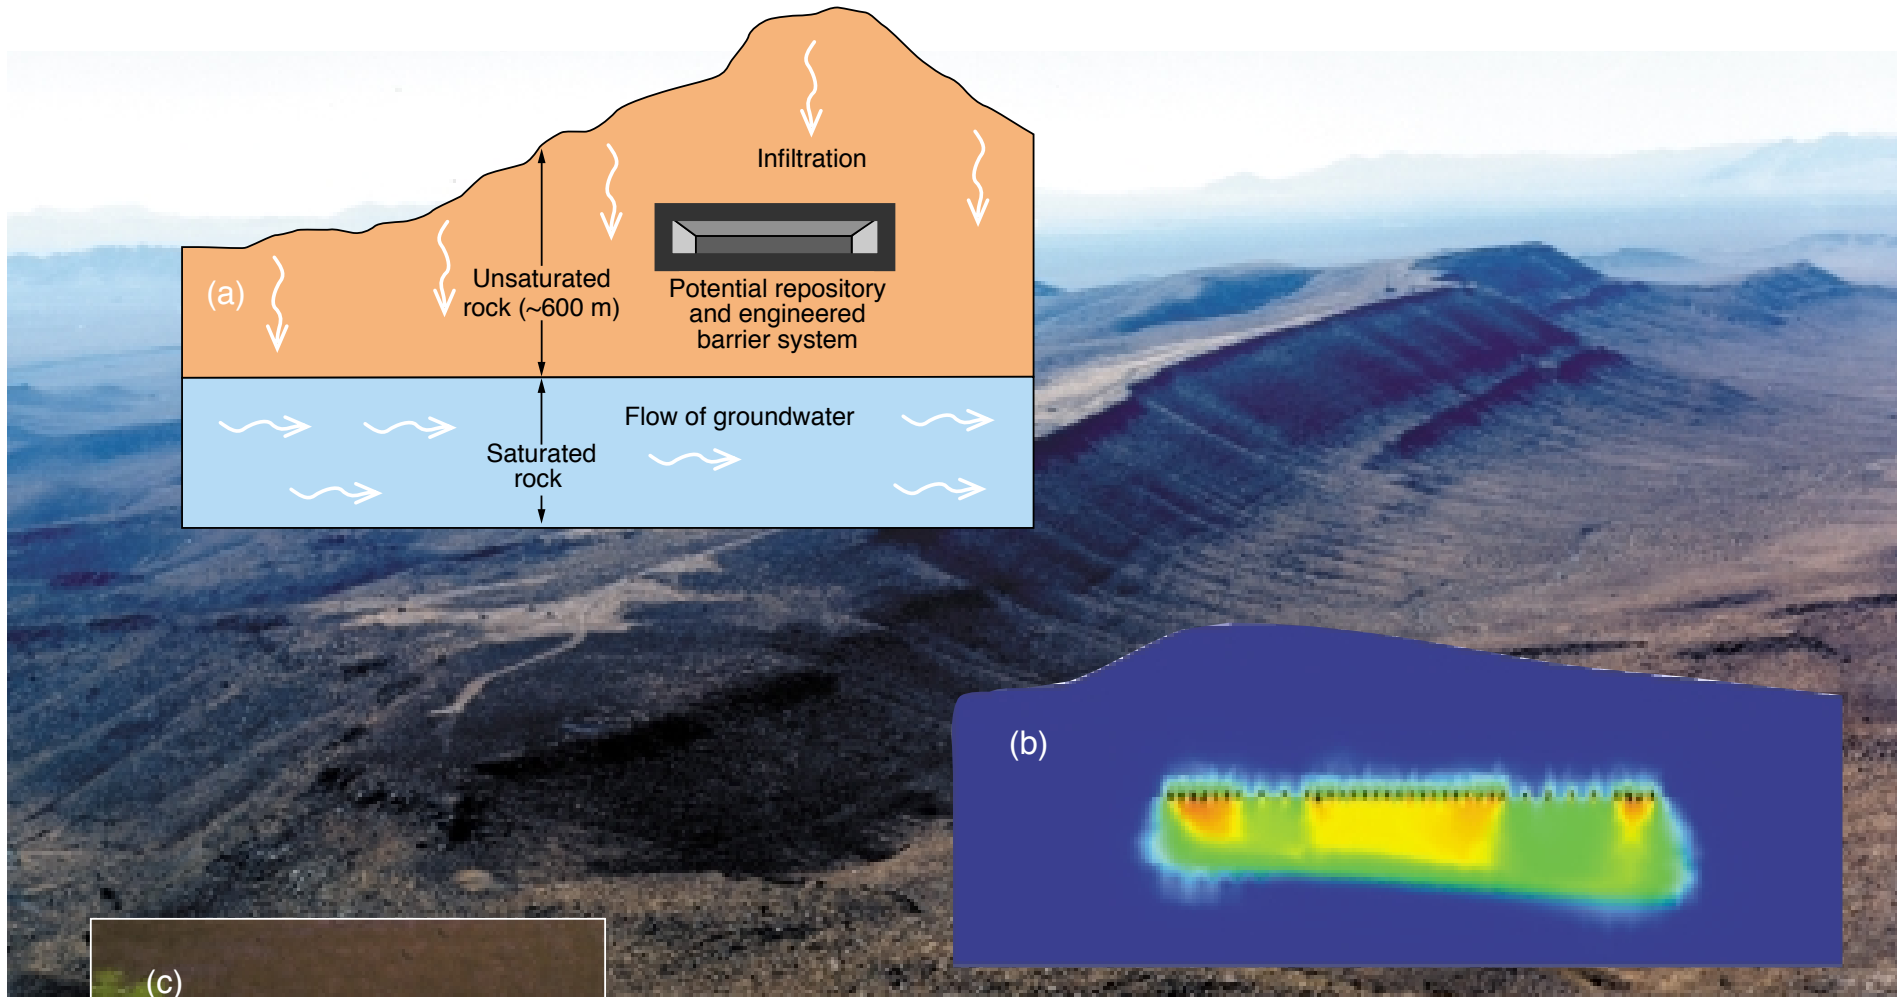 Infiltration
(a)
Unsaturated
rock (~600 m)
Potential repository
and engineered
barrier system
Flow of groundwater
Saturated
rock
(b)
(c)